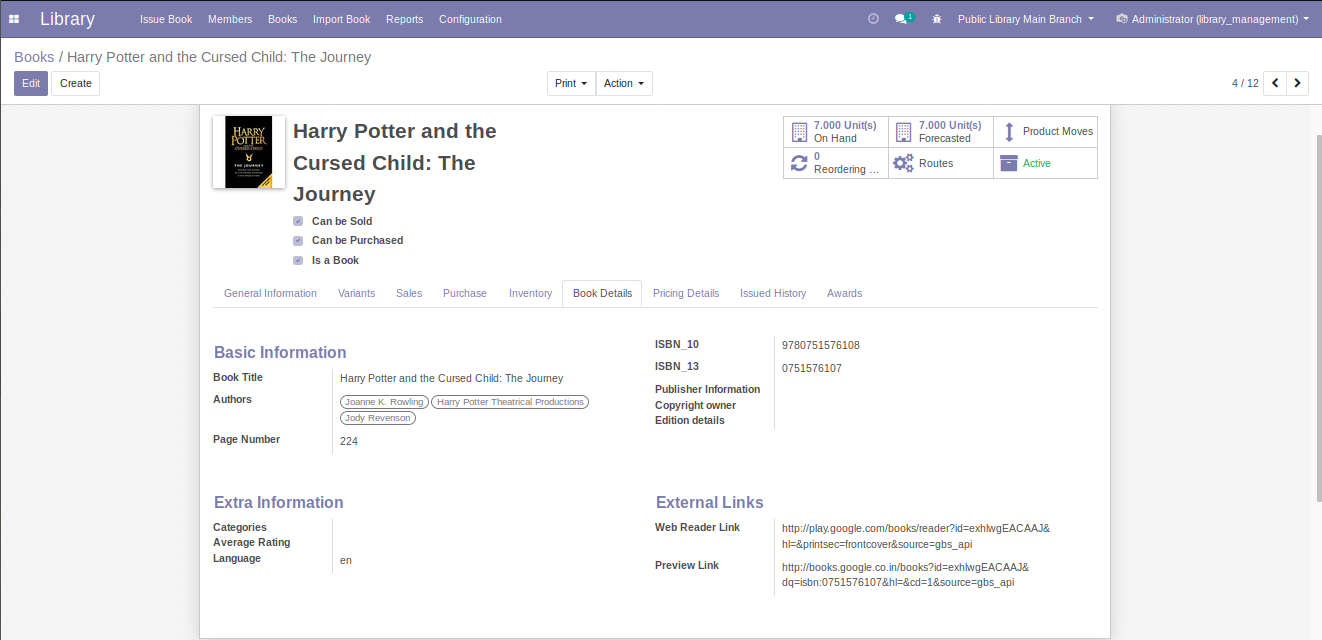 Library Issue Book Members Books Import Book Reports Configuration 1 Public Library Main Branch Administrator (library_management)
Books / Harry Potter and the Cursed Child: The Journey
Edit Create Print Action 4 / 12
HARRY
POTTER
THE JOURNEY
Harry Potter and the
Cursed Child: The
Journey
Can be Sold
Can be Purchased
Is a Book
7.000 Unit(s)
On Hand
7.000 Unit(s)
Forecasted
Product Moves
0
Reordering ...
Routes
Active
General Information Variants Sales Purchase Inventory Book Details Pricing Details Issued History Awards
Basic Information
Book Title Harry Potter and the Cursed Child: The Journey
Authors Joanne K. Rowling Harry Potter Theatrical Productions
Jody Revenson
Page Number 224
ISBN_10 9780751576108
ISBN_13 0751576107
Publisher Information
Copyright owner
Edition details
Extra Information
Categories
Average Rating
Language en
External Links
Web Reader Link http://play.google.com/books/reader?id=exhlwgEACAAJ&
hl=&printsec=frontcover&source=gbs_api
Preview Link http://books.google.co.in/books?id=exhlwgEACAAJ&
dq=isbn:0751576107&hl=&cd=1&source=gbs_api